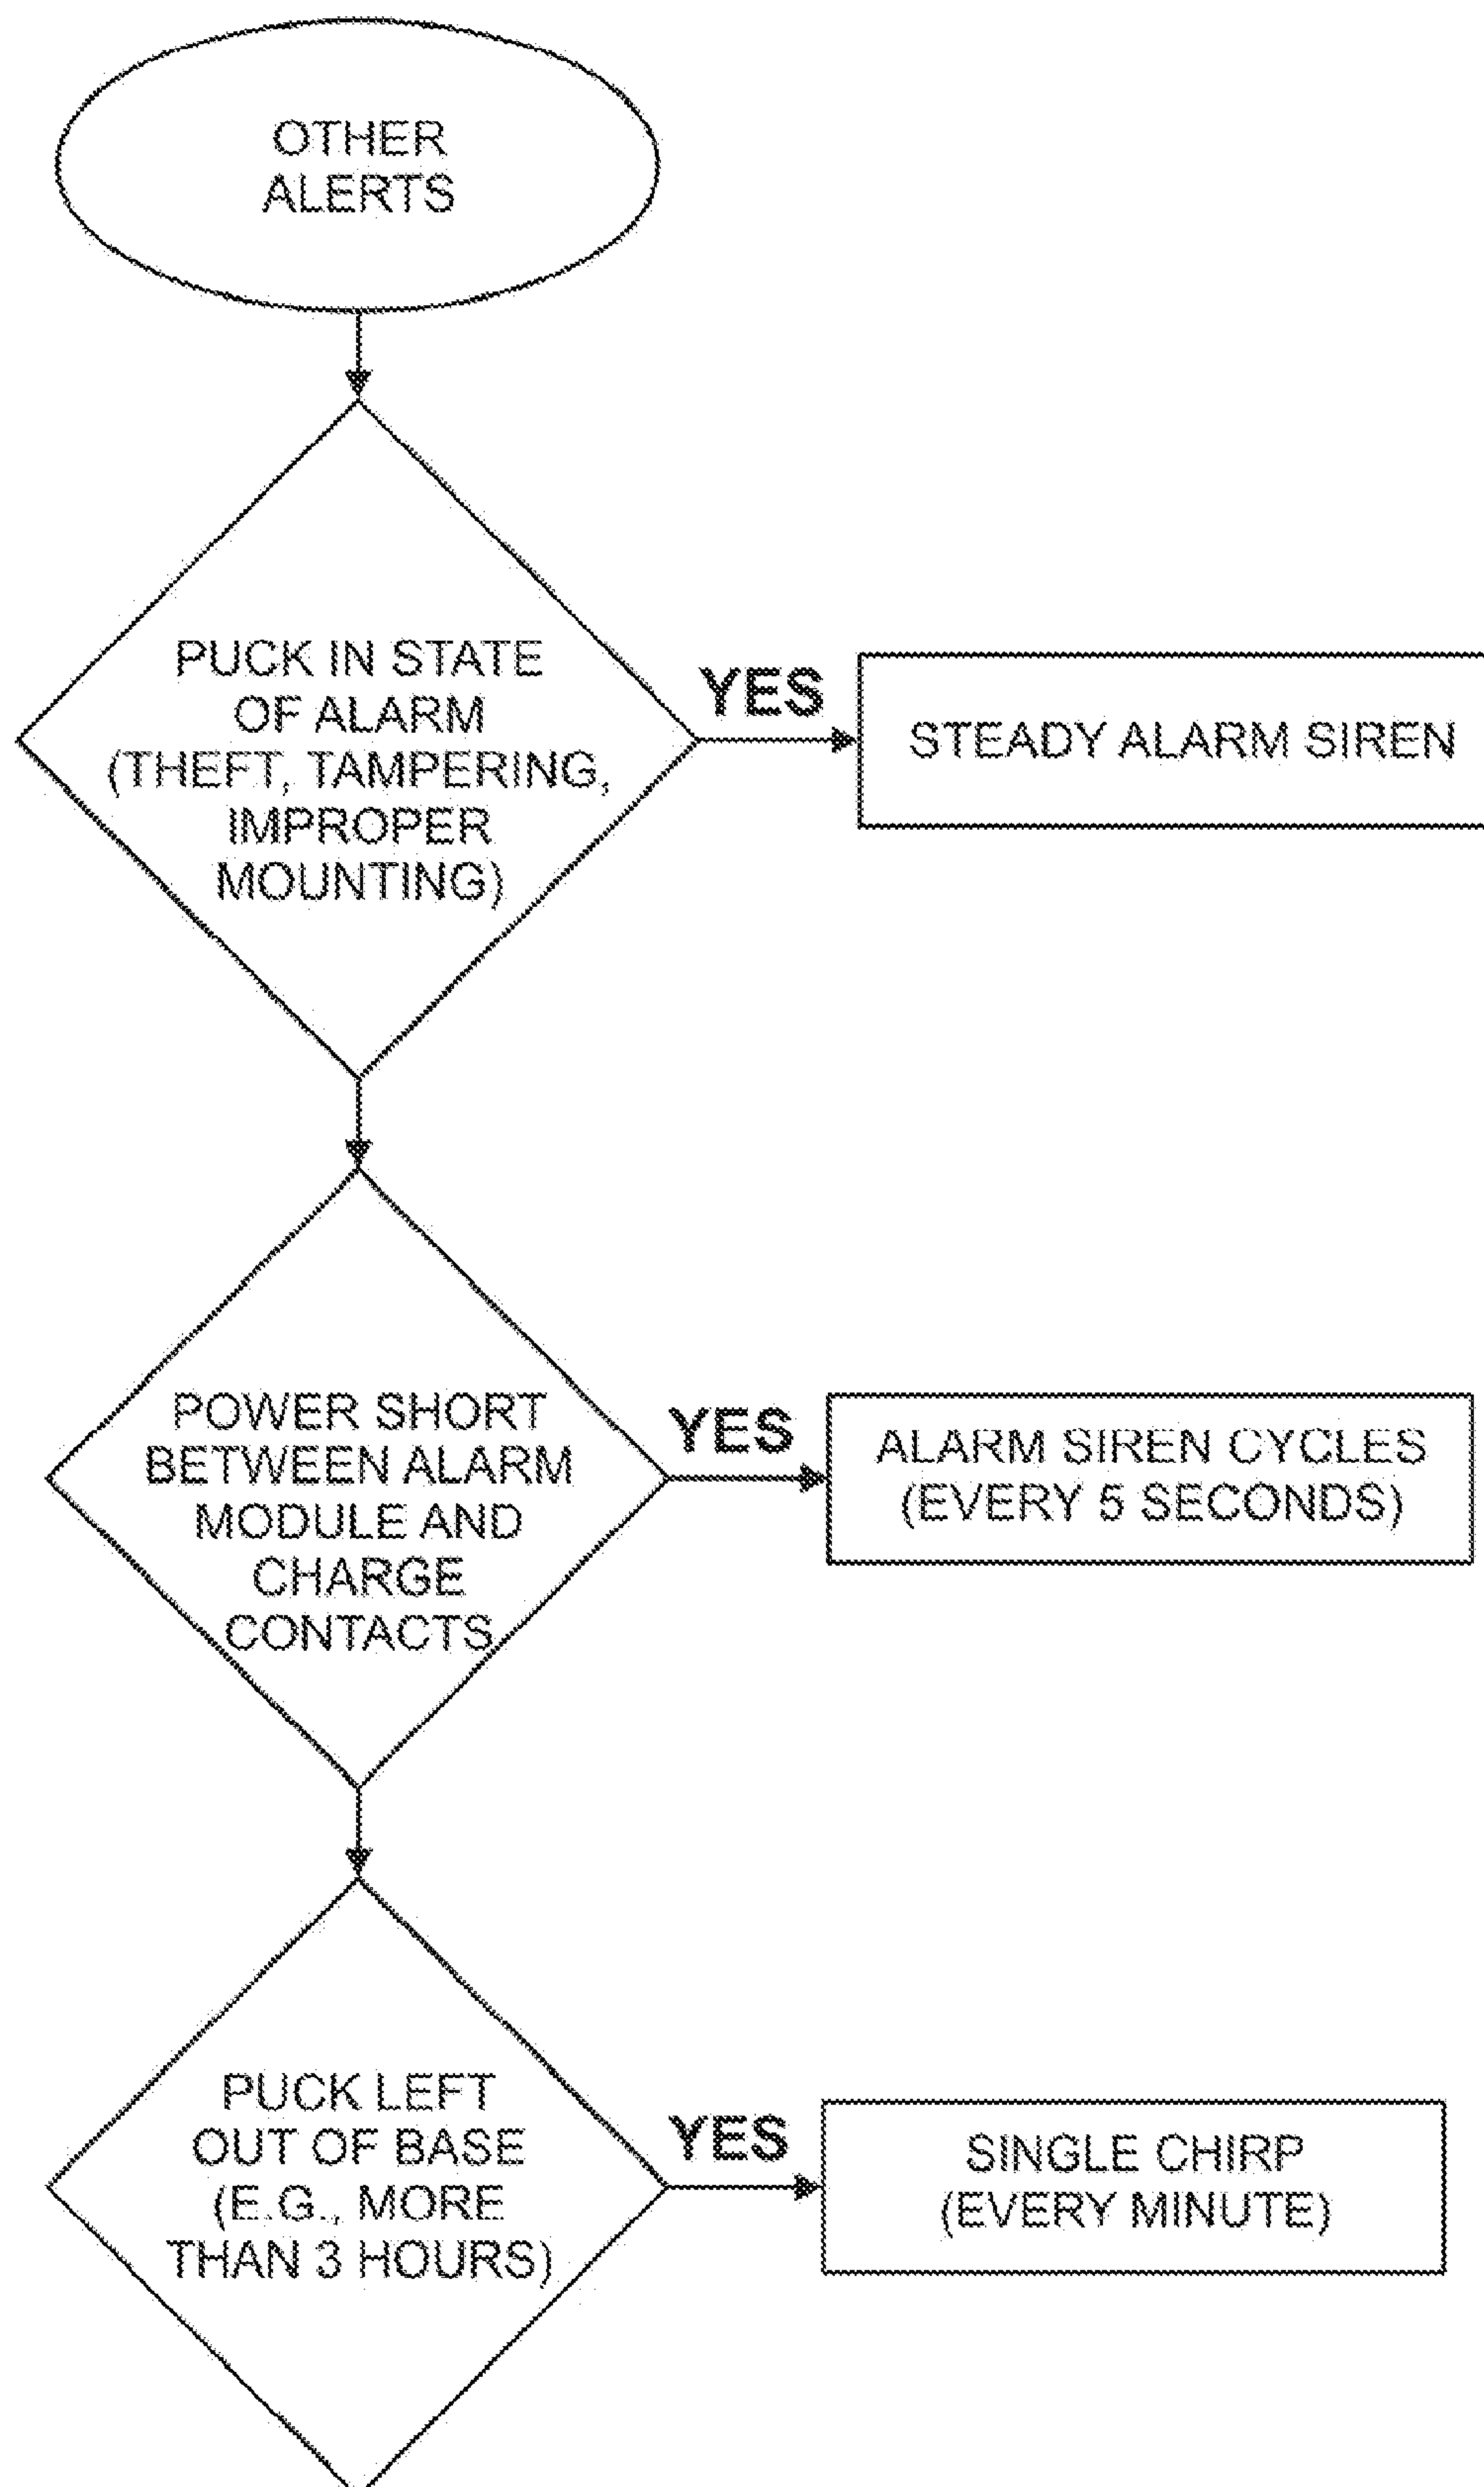 OTHER
ALERTS
PUCK IN STATE
OF ALARM
(THEFT, TAMPERING,
IMPROPER
MOUNTING)
YES
STEADY ALARM SIREN
POWER SHORT
BETWEEN ALARM
MODULE AND
CHARGE
CONTACTS
YES
ALARM SIREN CYCLES
(EVERY 5 SECONDS)
PUCK LEFT
OUT OF BASE
(E.G., MORE
THAN 3 HOURS)
YES
SINGLE CHIRP
(EVERY MINUTE)